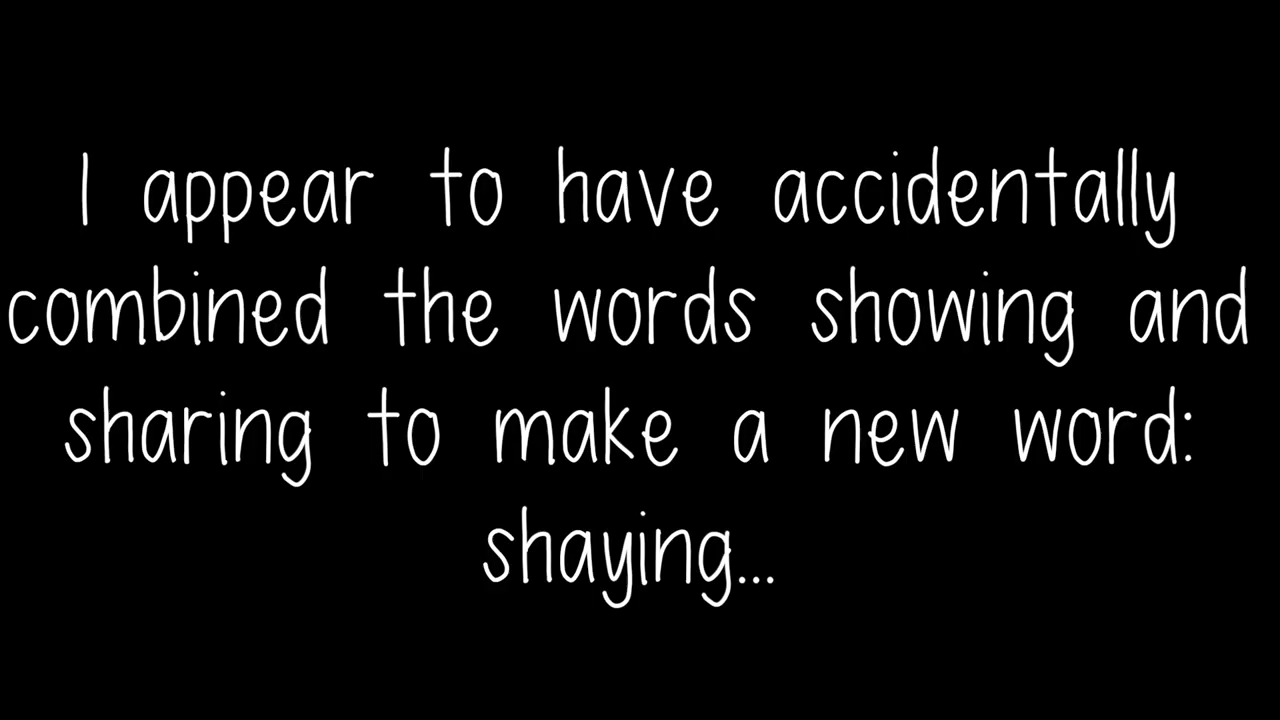 I appear to have accidentally
combined the words showing and
sharing to make a new word:
shaying...